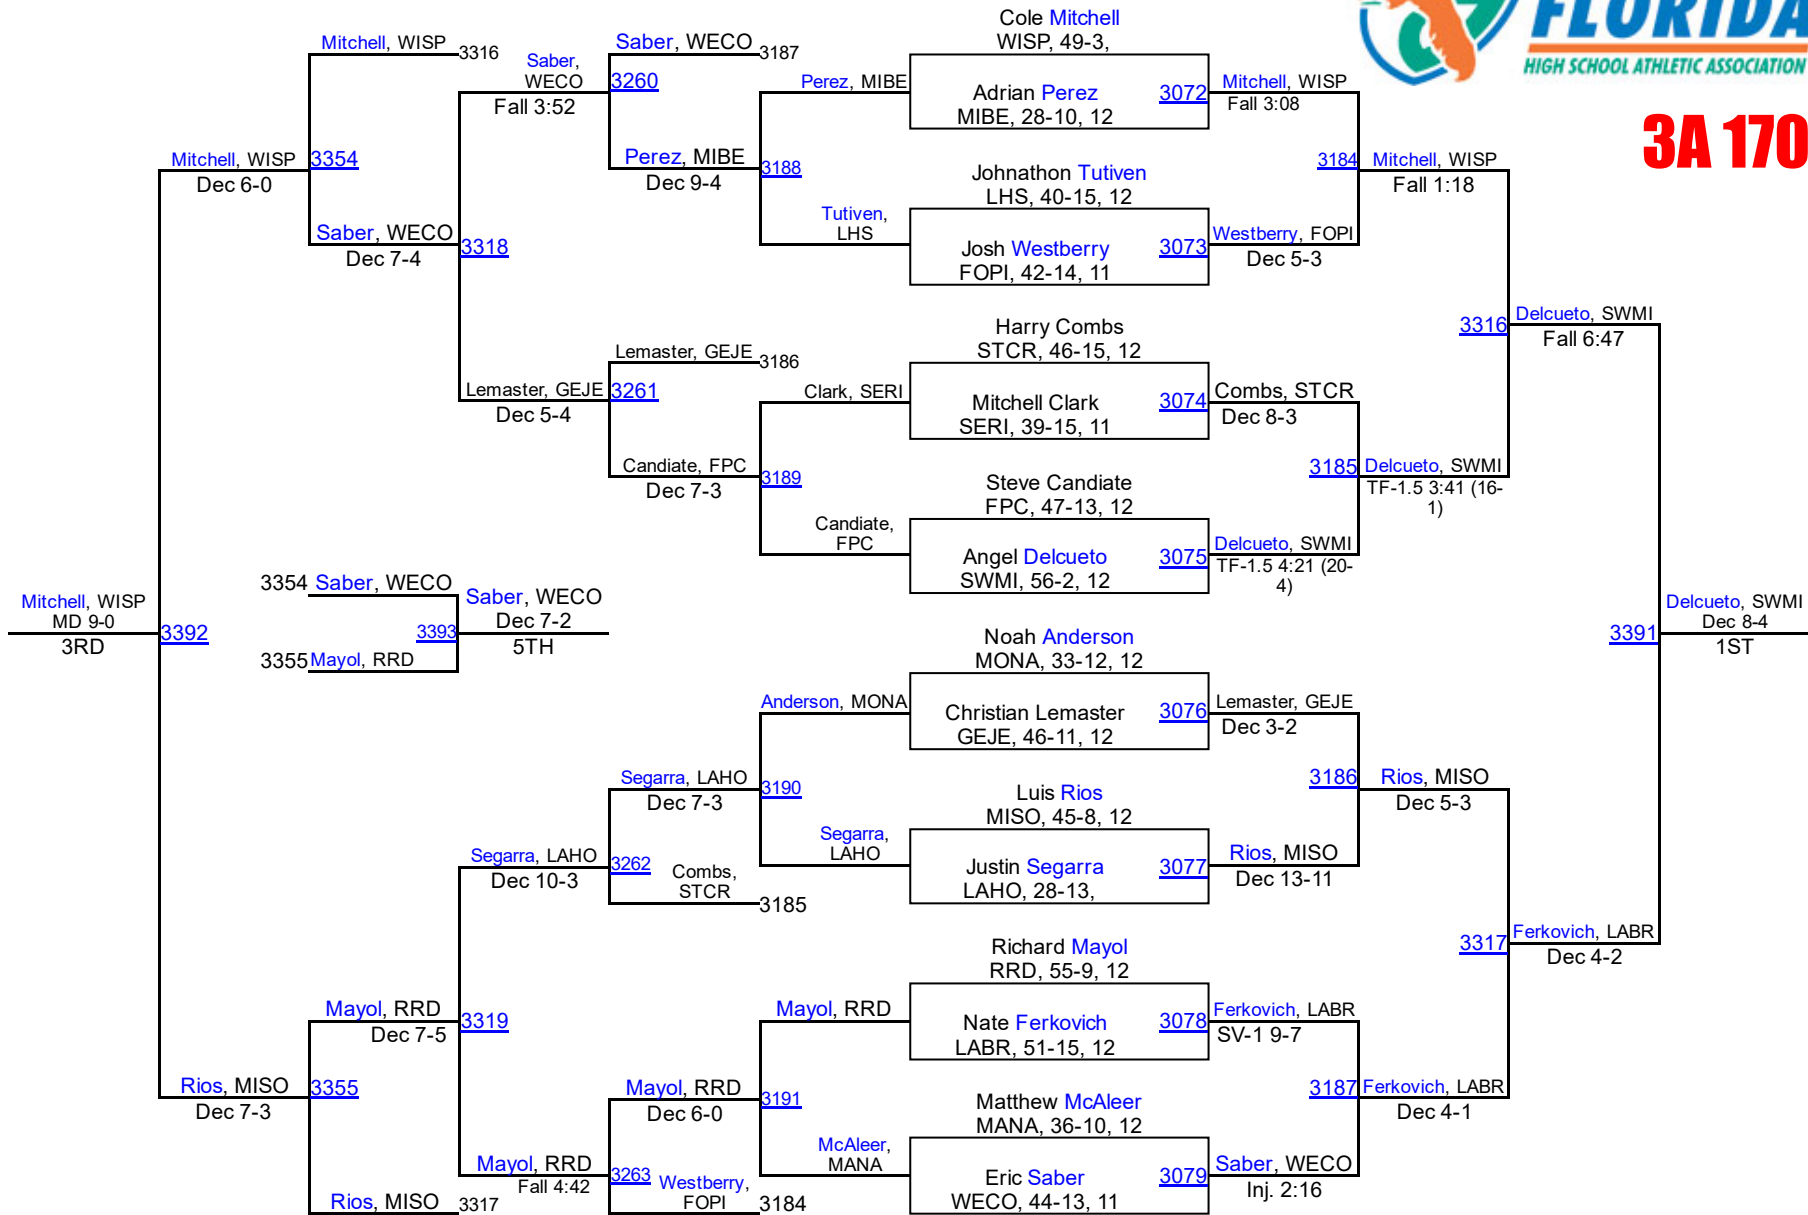 FLORIDA
HIGH SCHOOL ATHLETIC ASSOCIATION
3A 170
Cole Mitchell
WISP, 49-3,
Adrian Perez
MIBE, 28-10, 12
3072
Johnathon Tutiven
LHS, 40-15, 12
Josh Westberry
FOPI, 42-14, 11
3073
Harry Combs
STCR, 46-15, 12
Mitchell Clark
SERI, 39-15, 11
3074
Steve Candiate
FPC, 47-13, 12
Angel Delcueto
SWMI, 56-2, 12
3075
Noah Anderson
MONA, 33-12, 12
Christian Lemaster
GEJE, 46-11, 12
3076
Luis Rios
MISO, 45-8, 12
Justin Segarra
LAHO, 28-13,
3077
Richard Mayol
RRD, 55-9, 12
Nate Ferkovich
LABR, 51-15, 12
3078
Matthew McAleer
MANA, 36-10, 12
Eric Saber
WECO, 44-13, 11
3079
Mitchell, WISP
Fall 3:08
Westberry, FOPI
Dec 5-3
Combs, STCR
Dec 8-3
Delcueto, SWMI
TF-1.5 4:21 (20-
4)
Lemaster, GEJE
Dec 3-2
Rios, MISO
Dec 13-11
Ferkovich, LABR
SV-1 9-7
Saber, WECO
Inj. 2:16
3184
Mitchell, WISP
Fall 1:18
3185
Delcueto, SWMI
TF-1.5 3:41 (16-
1)
3186
Rios, MISO
Dec 5-3
3187
Ferkovich, LABR
Dec 4-1
3316
Delcueto, SWMI
Fall 6:47
3317
Ferkovich, LABR
Dec 4-2
3391
Delcueto, SWMI
Dec 8-4
1ST
Perez, MIBE
Tutiven,
LHS
Clark, SERI
Candiate,
FPC
Anderson, MONA
Segarra,
LAHO
Mayol, RRD
McAleer,
MANA
Saber, WECO
3187
Perez, MIBE
Dec 9-4
3188
Lemaster, GEJE
3186
Candiate, FPC
Dec 7-3
3189
Segarra, LAHO
Dec 7-3
3190
Combs,
STCR
3185
Mayol, RRD
Dec 6-0
3191
Westberry,
FOPI
3184
Saber,
WECO
Fall 3:52
3260
Lemaster, GEJE
Dec 5-4
3261
Segarra, LAHO
Dec 10-3
3262
Mayol, RRD
Fall 4:42
3263
Mitchell, WISP
3316
Saber, WECO
Dec 7-4
3318
Mayol, RRD
Dec 7-5
3319
Rios, MISO
3317
Mitchell, WISP
Dec 6-0
3354
Rios, MISO
Dec 7-3
3355
Mitchell, WISP
MD 9-0
3RD
3392
3354 Saber, WECO
3355 Mayol, RRD
3393
Saber, WECO
Dec 7-2
5TH